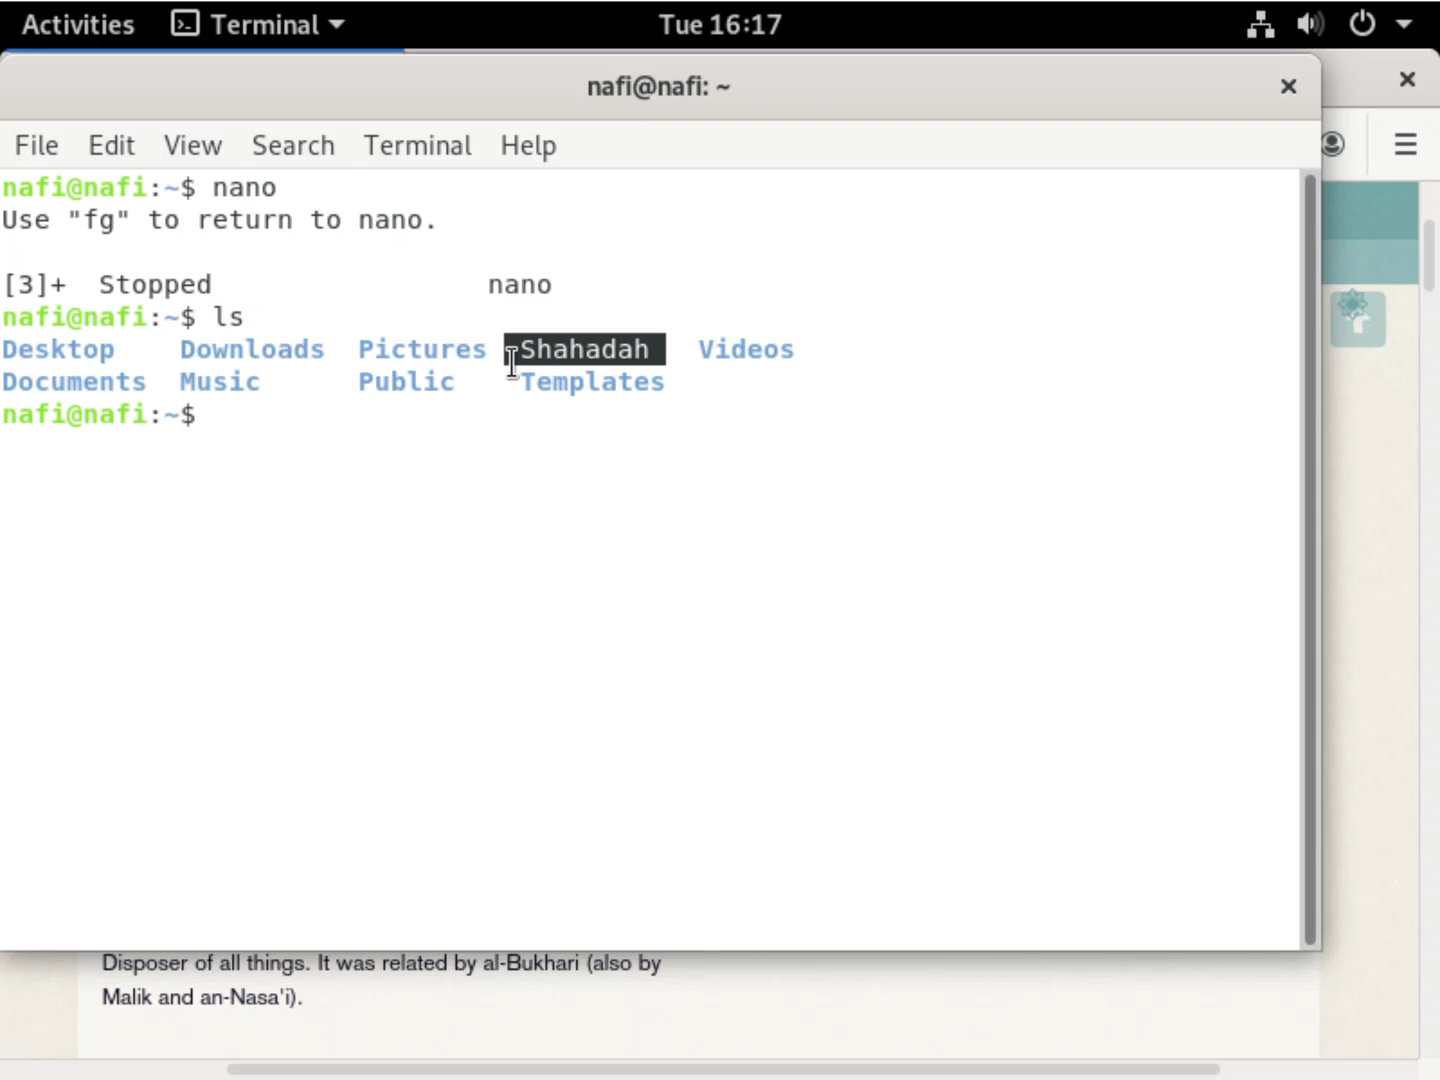 Activities Terminal Tue 16:17
nafi@nafi: ~
File Edit View Search Terminal Help
nafi@nafi:~$ nano
Use "fg" to return to nano.
[3]+  Stopped                 nano
nafi@nafi:~$ ls
Desktop    Downloads  Pictures  Shahadah   Videos
Documents  Music      Public    Templates
nafi@nafi:~$
Disposer of all things. It was related by al-Bukhari (also by
Malik and an-Nasa'i).